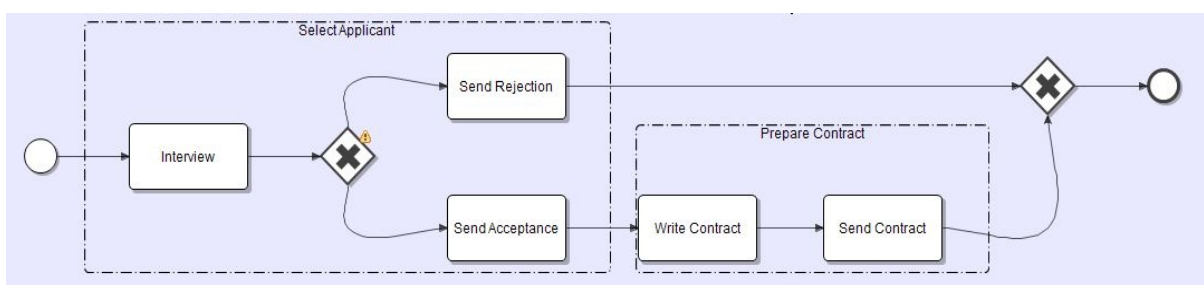 Select Applicant
Send Rejection
Prepare Contract
Interview
Send Acceptance
Write Contract
Send Contract